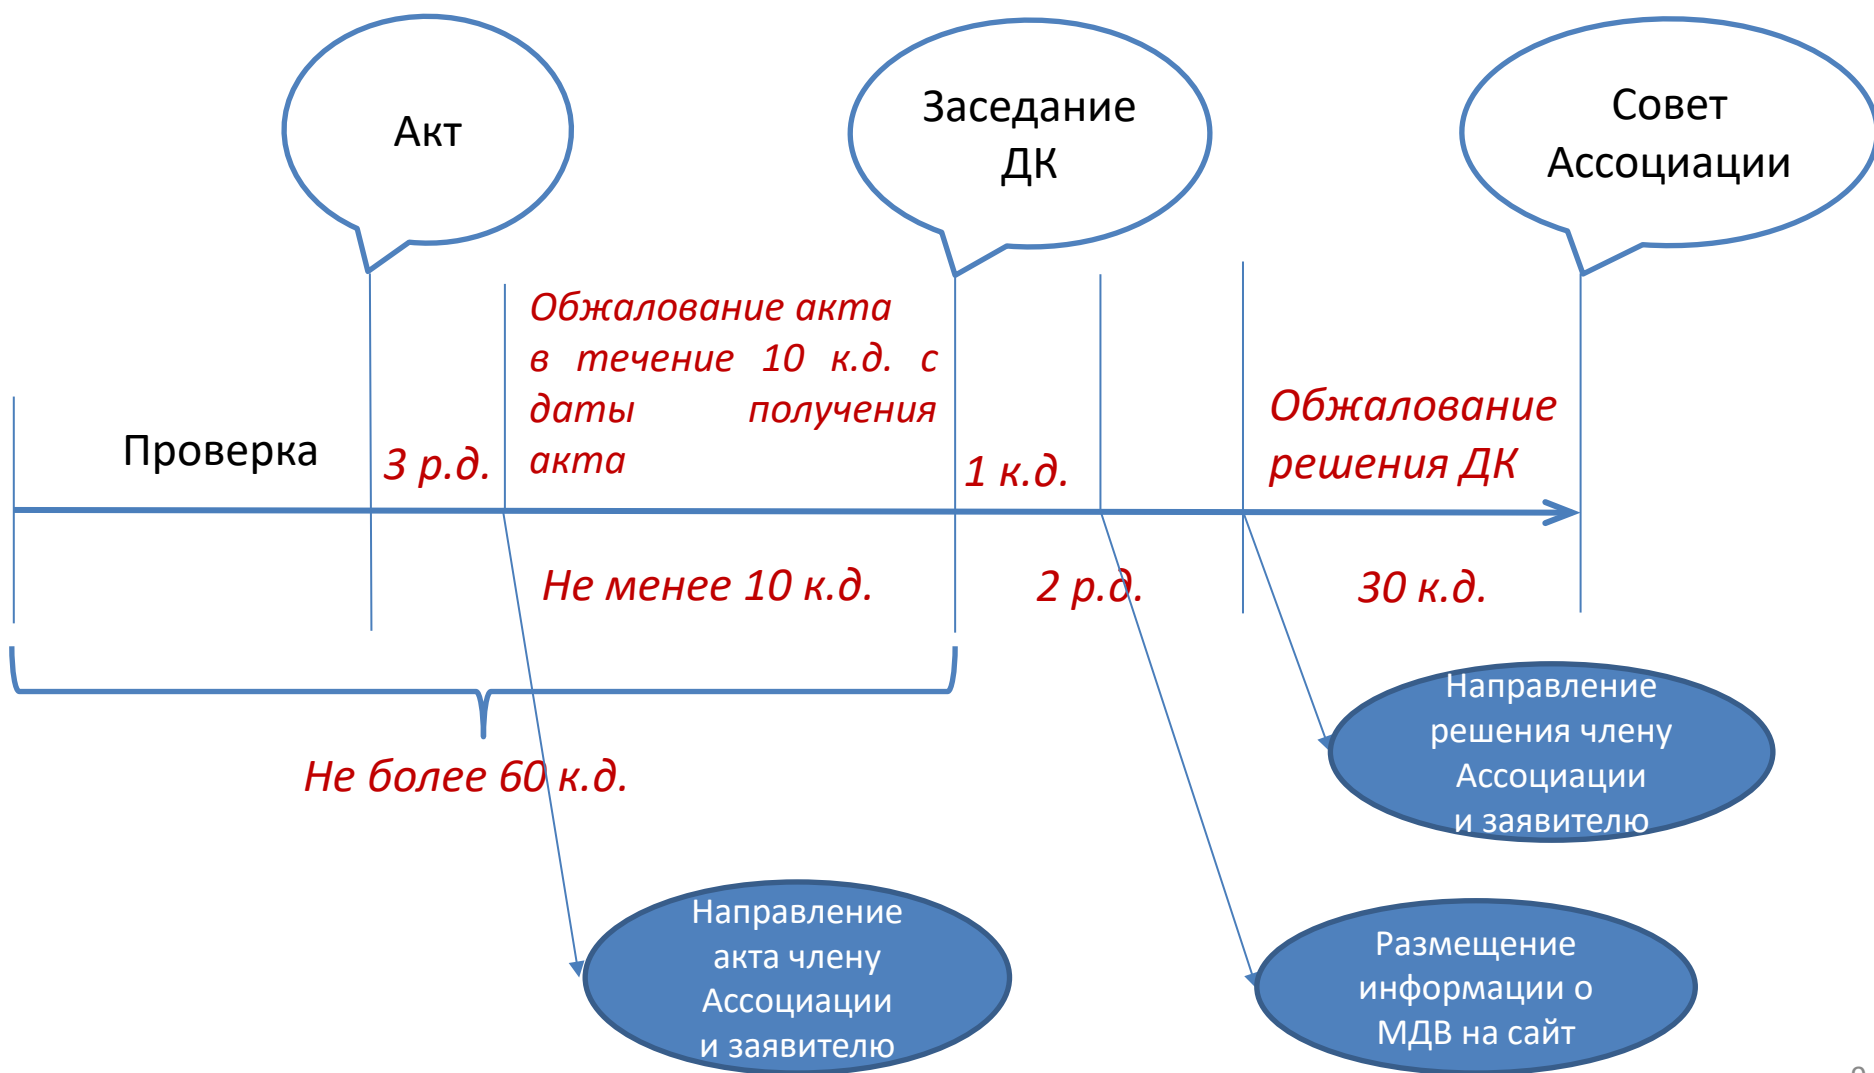 Акт
Заседание
ДК
Совет
Ассоциации
Обжалование акта
в течение 10 к.д. с
даты получения
акта
Проверка
3 р.д.
1 к.д.
Обжалование
решения ДК
Не менее 10 к.д.
2 р.д.
30 к.д.
Не более 60 к.д.
Направление
решения члену
Ассоциации
и заявителю
Направление
акта члену
Ассоциации
и заявителю
Размещение
информации о
МДВ на сайт